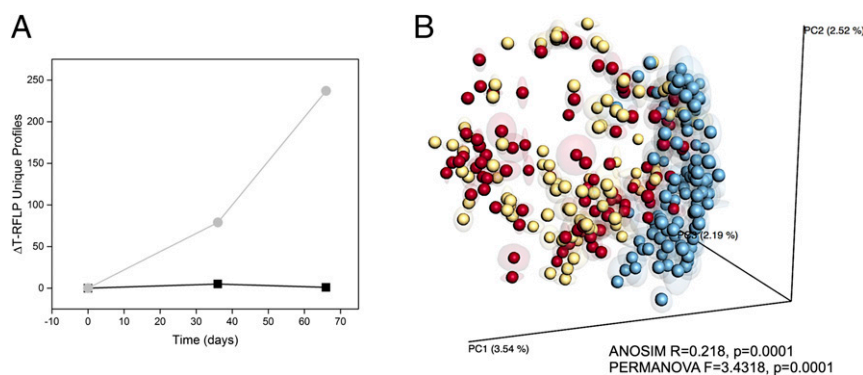 A
ΔT-RFLP Unique Profiles
250
200
150
100
50
0
-10 0 10 20 30 40 50 60 70
Time (days)
B
PC2 (2.52 %)
PC3 (2.19 %)
PC1 (3.54 %)
ANOSIM R=0.218, p=0.0001
PERMANOVA F=3.4318, p=0.0001